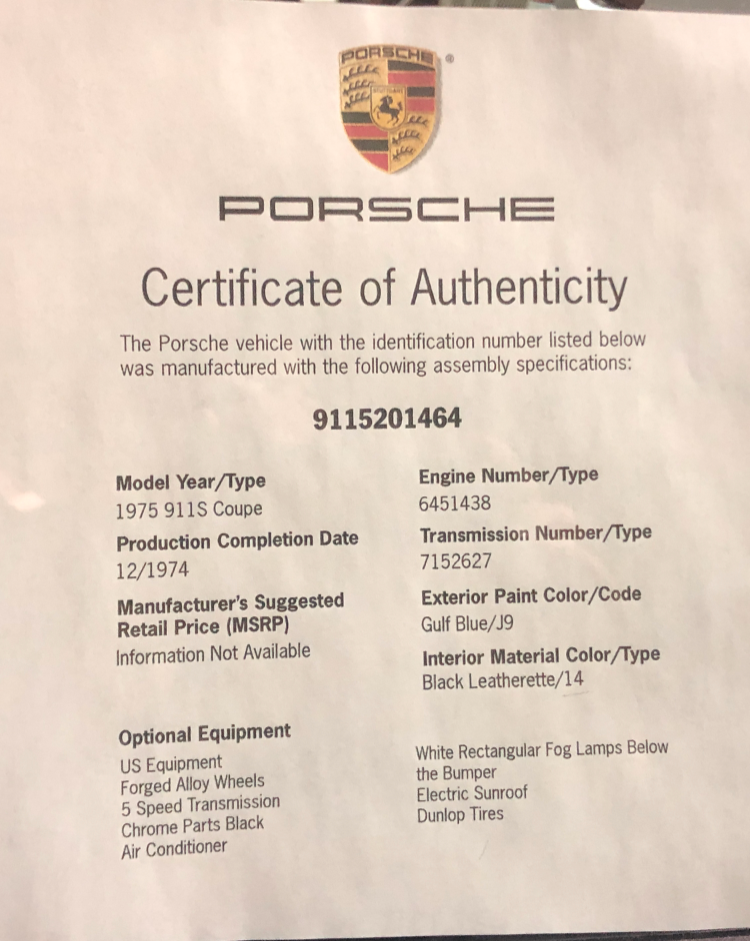 PORSCHE
®
PORSCHE
Certificate of Authenticity
The Porsche vehicle with the identification number listed below
was manufactured with the following assembly specifications:
9115201464
Model Year/Type
1975 911S Coupe
Production Completion Date
12/1974
Manufacturer's Suggested
Retail Price (MSRP)
Information Not Available
Engine Number/Type
6451438
Transmission Number/Type
7152627
Exterior Paint Color/Code
Gulf Blue/J9
Interior Material Color/Type
Black Leatherette/14
Optional Equipment
US Equipment
Forged Alloy Wheels
5 Speed Transmission
Chrome Parts Black
Air Conditioner
White Rectangular Fog Lamps Below
the Bumper
Electric Sunroof
Dunlop Tires